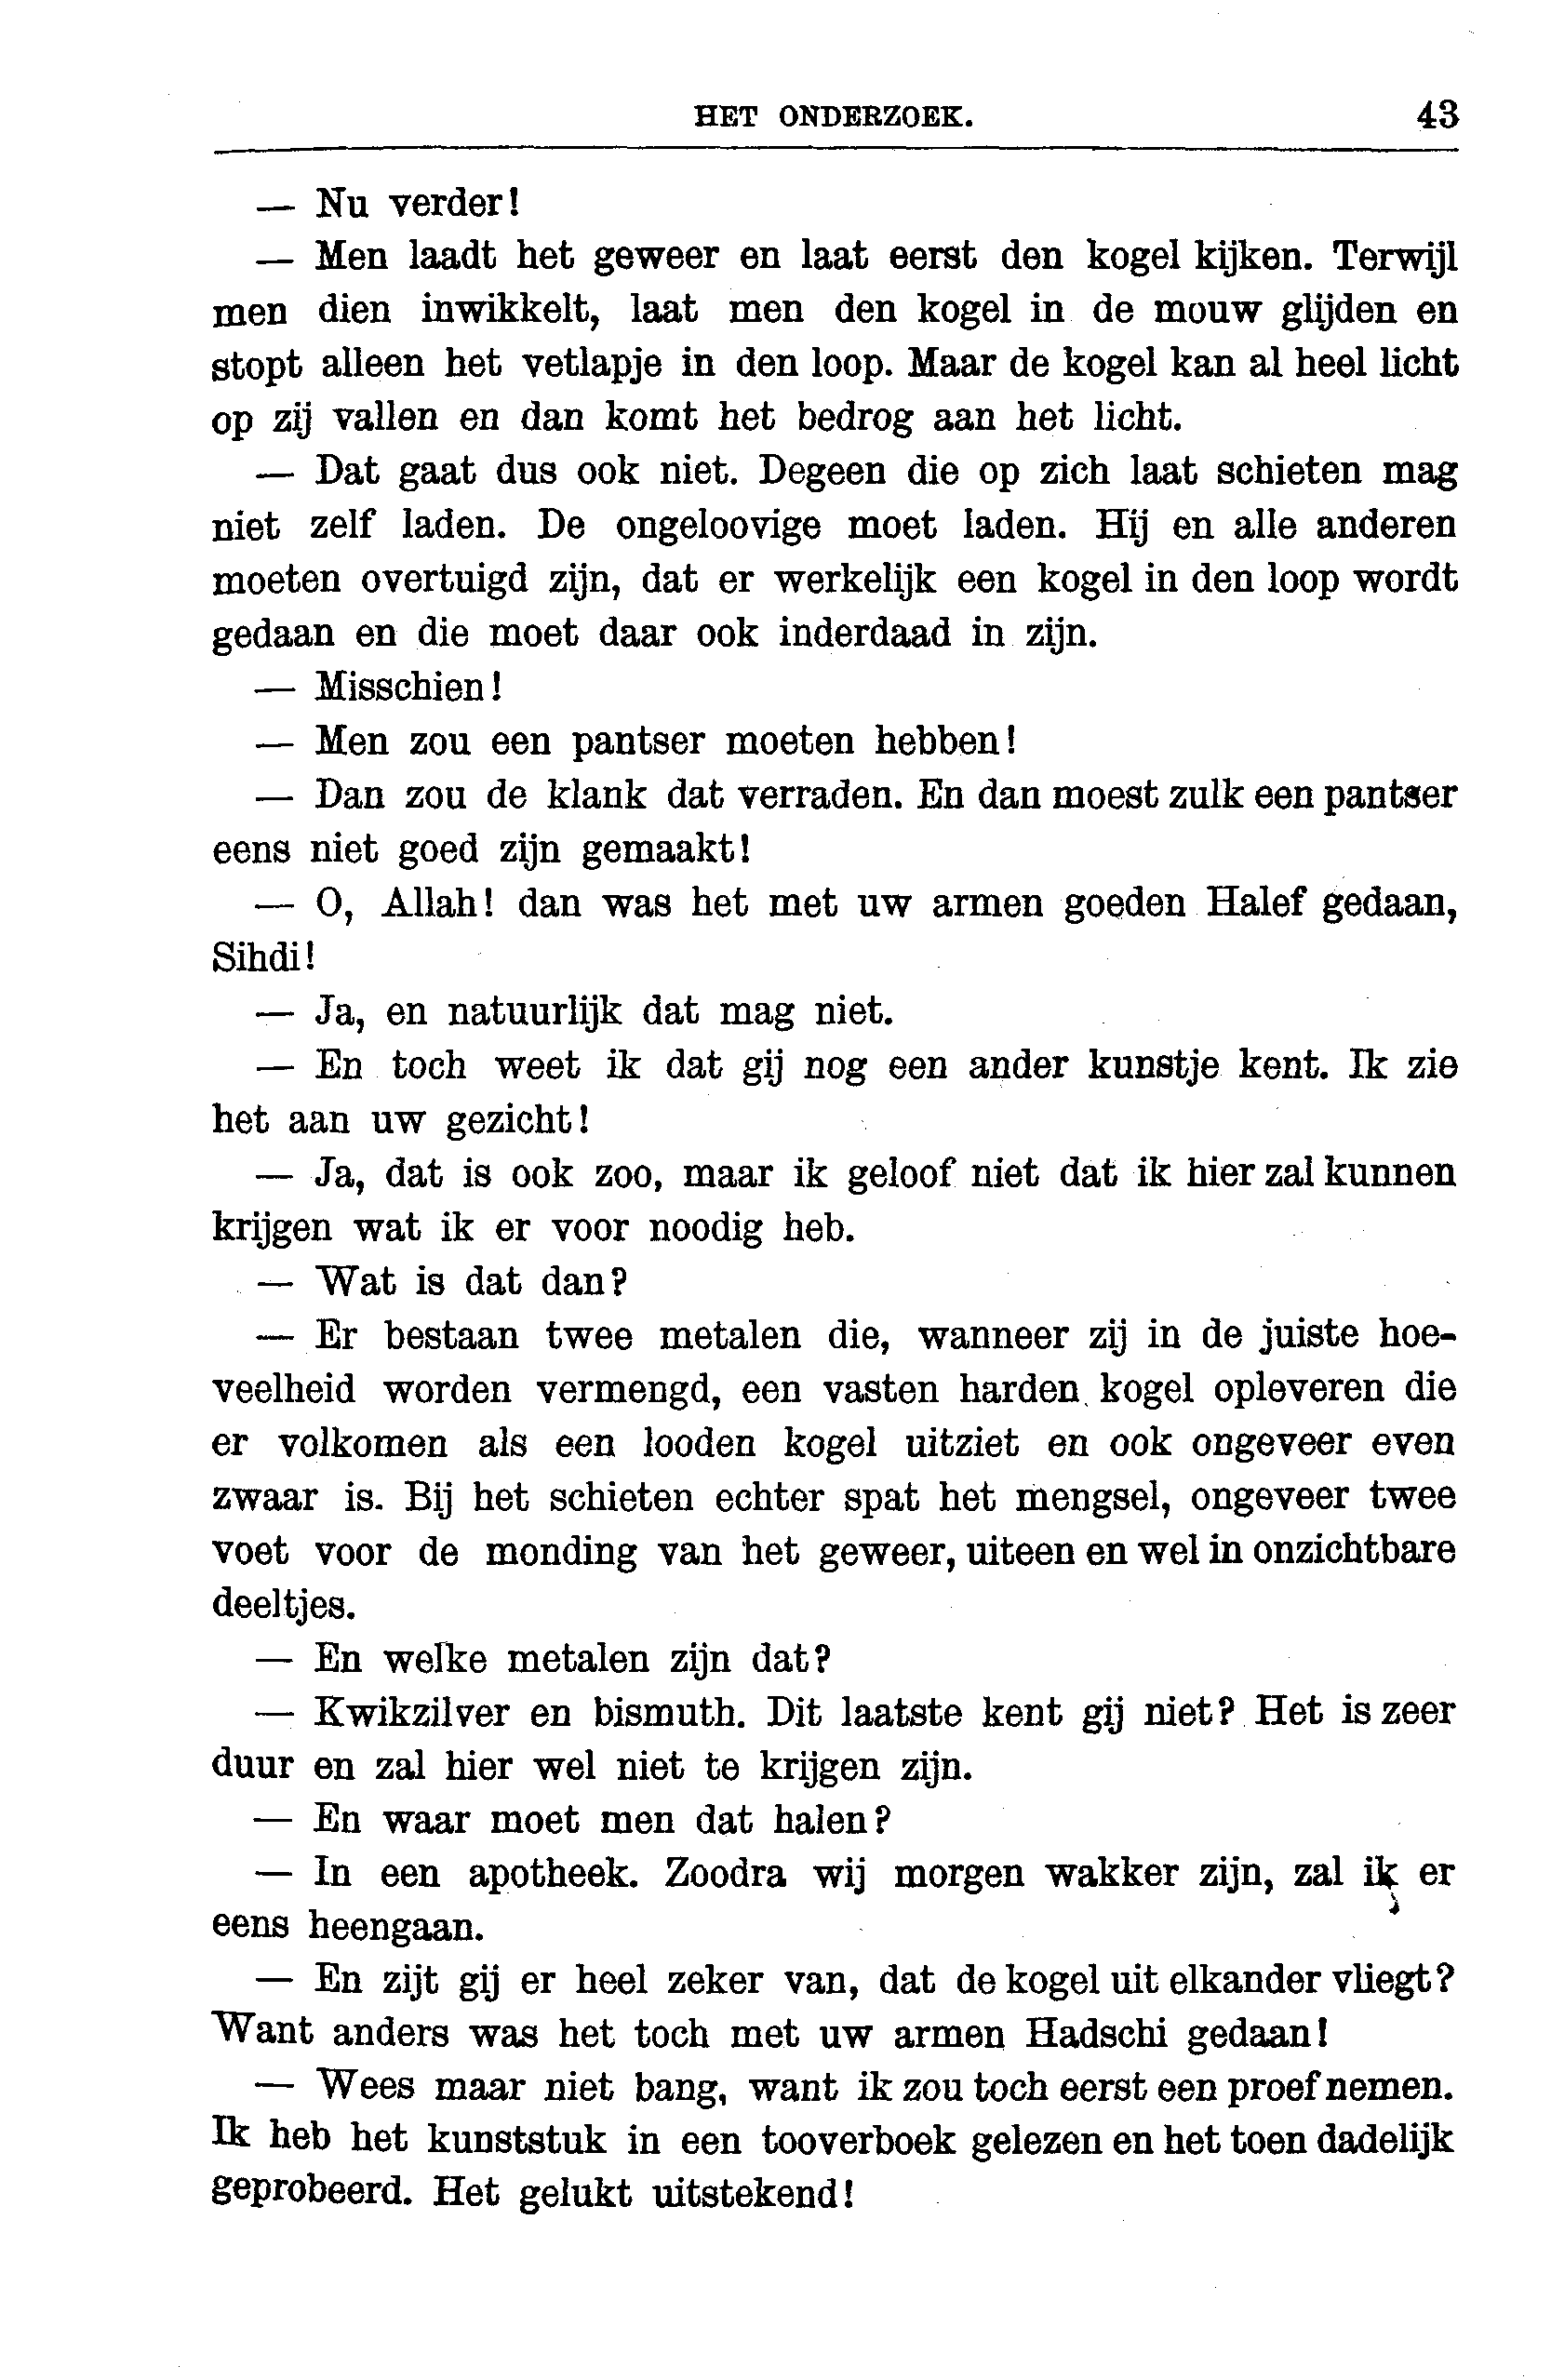 HET ONDERZOEK. 43
— Nu verder!
— Men laadt het geweer en laat eerst den kogel kijken. Terwijl
men dien inwikkelt, laat men den kogel in de mouw glijden en
stopt alleen het vetlapje in den loop. Maar de kogel kan al heel licht
op zij vallen en dan komt het bedrog aan het licht.
— Dat gaat dus ook niet. Degeen die op zich laat schieten mag
niet zelf laden. De ongeloovige moet laden. Hij en alle anderen
moeten overtuigd zijn, dat er werkelijk een kogel in den loop wordt
gedaan en die moet daar ook inderdaad in zijn.
— Misschien!
— Men zou een pantser moeten hebben!
— Dan zou de klank dat verraden. En dan moest zulk een pantser
eens niet goed zijn gemaakt!
— O, Allah! dan was het met uw armen goeden Halef gedaan,
Sihdi!
— Ja, en natuurlijk dat mag niet.
— En toch weet ik dat gij nog een ander kunstje kent. Ik zie
het aan uw gezicht!
— Ja, dat is ook zoo, maar ik geloof niet dat ik hier zal kunnen
krijgen wat ik er voor noodig heb.
— Wat is dat dan?
— Er bestaan twee metalen die, wanneer zij in de juiste hoe-
veelheid worden vermengd, een vasten harden kogel opleveren die
er volkomen als een looden kogel uitziet en ook ongeveer even
zwaar is. Bij het schieten echter spat het mengsel, ongeveer twee
voet voor de monding van het geweer, uiteen en wel in onzichtbare
deeltjes.
— En welke metalen zijn dat?
— Kwikzilver en bismuth. Dit laatste kent gij niet? Het is zeer
duur en zal hier wel niet te krijgen zijn.
— En waar moet men dat halen?
— In een apotheek. Zoodra wij morgen wakker zijn, zal ik er
eens heengaan.
— En zijt gij er heel zeker van, dat de kogel uit elkander vliegt?
Want anders was het toch met uw armen Hadschi gedaan!
— Wees maar niet bang, want ik zou toch eerst een proef nemen.
Ik heb het kunststuk in een tooverboek gelezen en het toen dadelijk
geprobeerd. Het gelukt uitstekend!